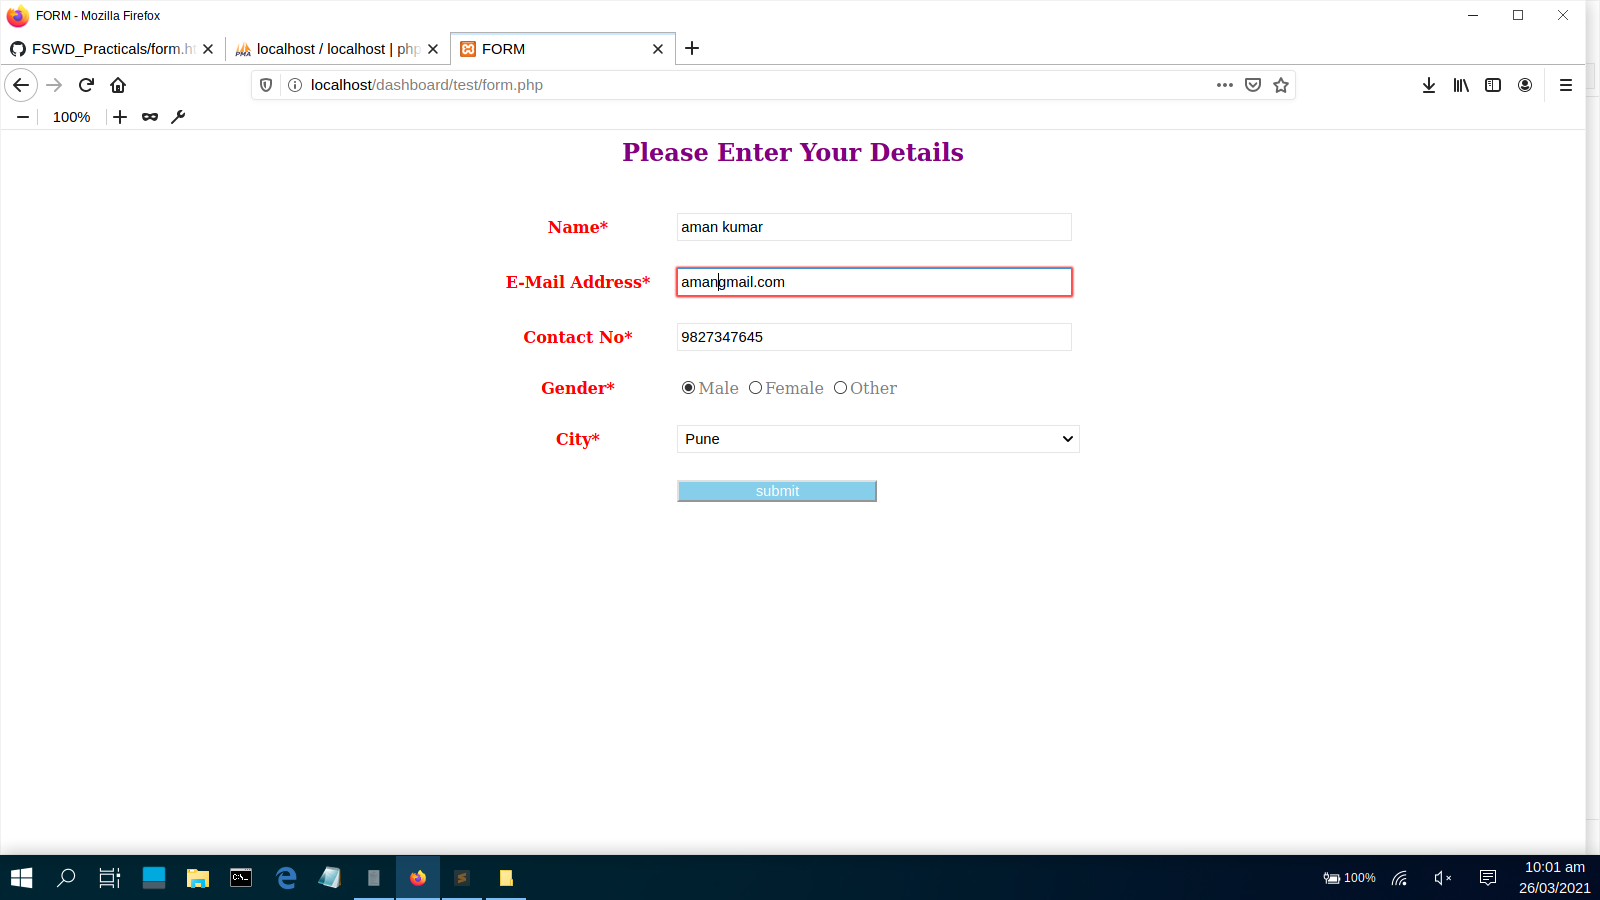 FORM - Mozilla Firefox
FSWD_Practicals/form.h
localhost / localhost | php
FORM
localhost/dashboard/test/form.php
100%
Please Enter Your Details
Name*
aman kumar
E-Mail Address*
amangmail.com
Contact No*
9827347645
Gender*
Male Female Other
City*
Pune
submit
100%
10:01 am
26/03/2021